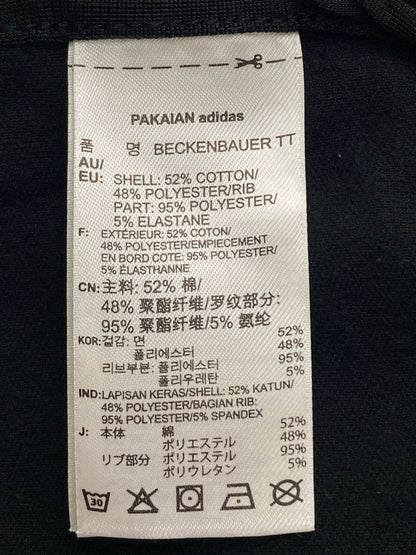 PAKAIAN adidas
품 명 BECKENBAUER TT
AU/
EU: SHELL: 52% COTTON/
48% POLYESTER/RIB
PART: 95% POLYESTER/
5% ELASTANE
F: EXTÉRIEUR: 52% COTON/
48% POLYESTER/EMPIECEMENT
EN BORD COTE: 95% POLYESTER/
5% ÉLASTHANNE
CN: 主料: 52% 棉/
48% 聚酯纤维/罗纹部分:
95% 聚酯纤维/5% 氨纶
KOR: 겉감: 면 52%
폴리에스터 48%
리브부분: 폴리에스터 95%
폴리우레탄 5%
IND: LAPISAN KERAS/SHELL: 52% KATUN/
48% POLYESTER/BAGIAN RIB:
95% POLYESTER/5% SPANDEX
J: 本体 綿 52%
ポリエステル 48%
リブ部分 ポリエステル 95%
ポリウレタン 5%
30